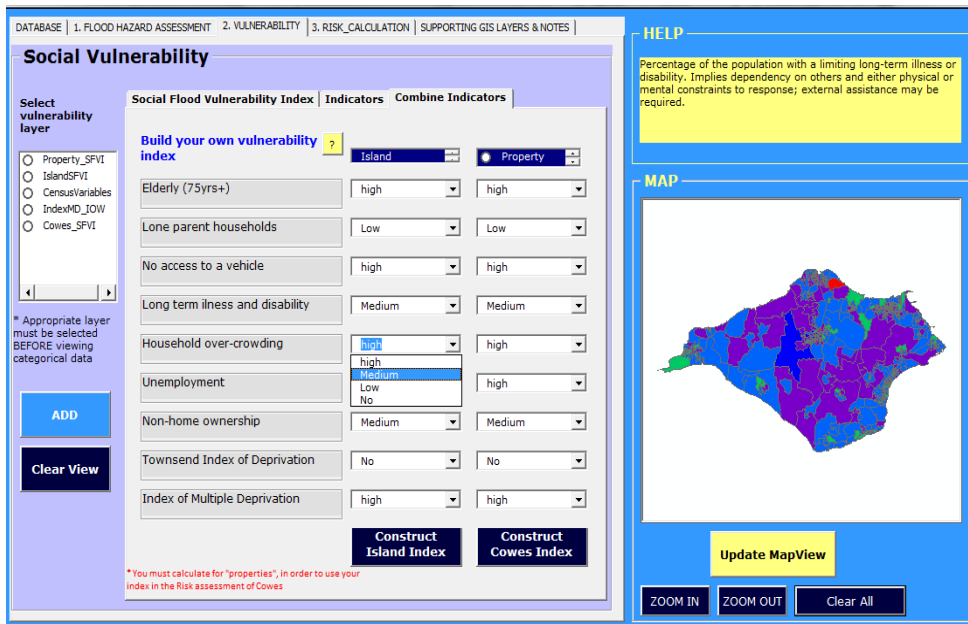 DATABASE
1. FLOOD HAZARD ASSESSMENT
2. VULNERABILITY
3. RISK_CALCULATION
SUPPORTING GIS LAYERS & NOTES
Social Vulnerability
Select
vulnerability
layer
Property_SFVI
IslandSFVI
CensusVariables
IndexMD_IOW
Cowes_SFVI
* Appropriate layer
must be selected
BEFORE viewing
categorical data
ADD
Clear View
Social Flood Vulnerability Index
Indicators
Combine Indicators
Build your own vulnerability
index
?
Island
Property
Elderly (75yrs+)
high
high
Lone parent households
Low
Low
No access to a vehicle
high
high
Long term ilness and disability
Medium
Medium
Household over-crowding
high
high
high
Medium
Low
No
Unemployment
high
Non-home ownership
Medium
Medium
Townsend Index of Deprivation
No
No
Index of Multiple Deprivation
high
high
Construct
Island Index
Construct
Cowes Index
* You must calculate for "properties", in order to use your
index in the Risk assessment of Cowes
HELP
Percentage of the population with a limiting long-term illness or
disability. Implies dependency on others and either physical or
mental constraints to response; external assistance may be
required.
MAP
Update MapView
ZOOM IN
ZOOM OUT
Clear All